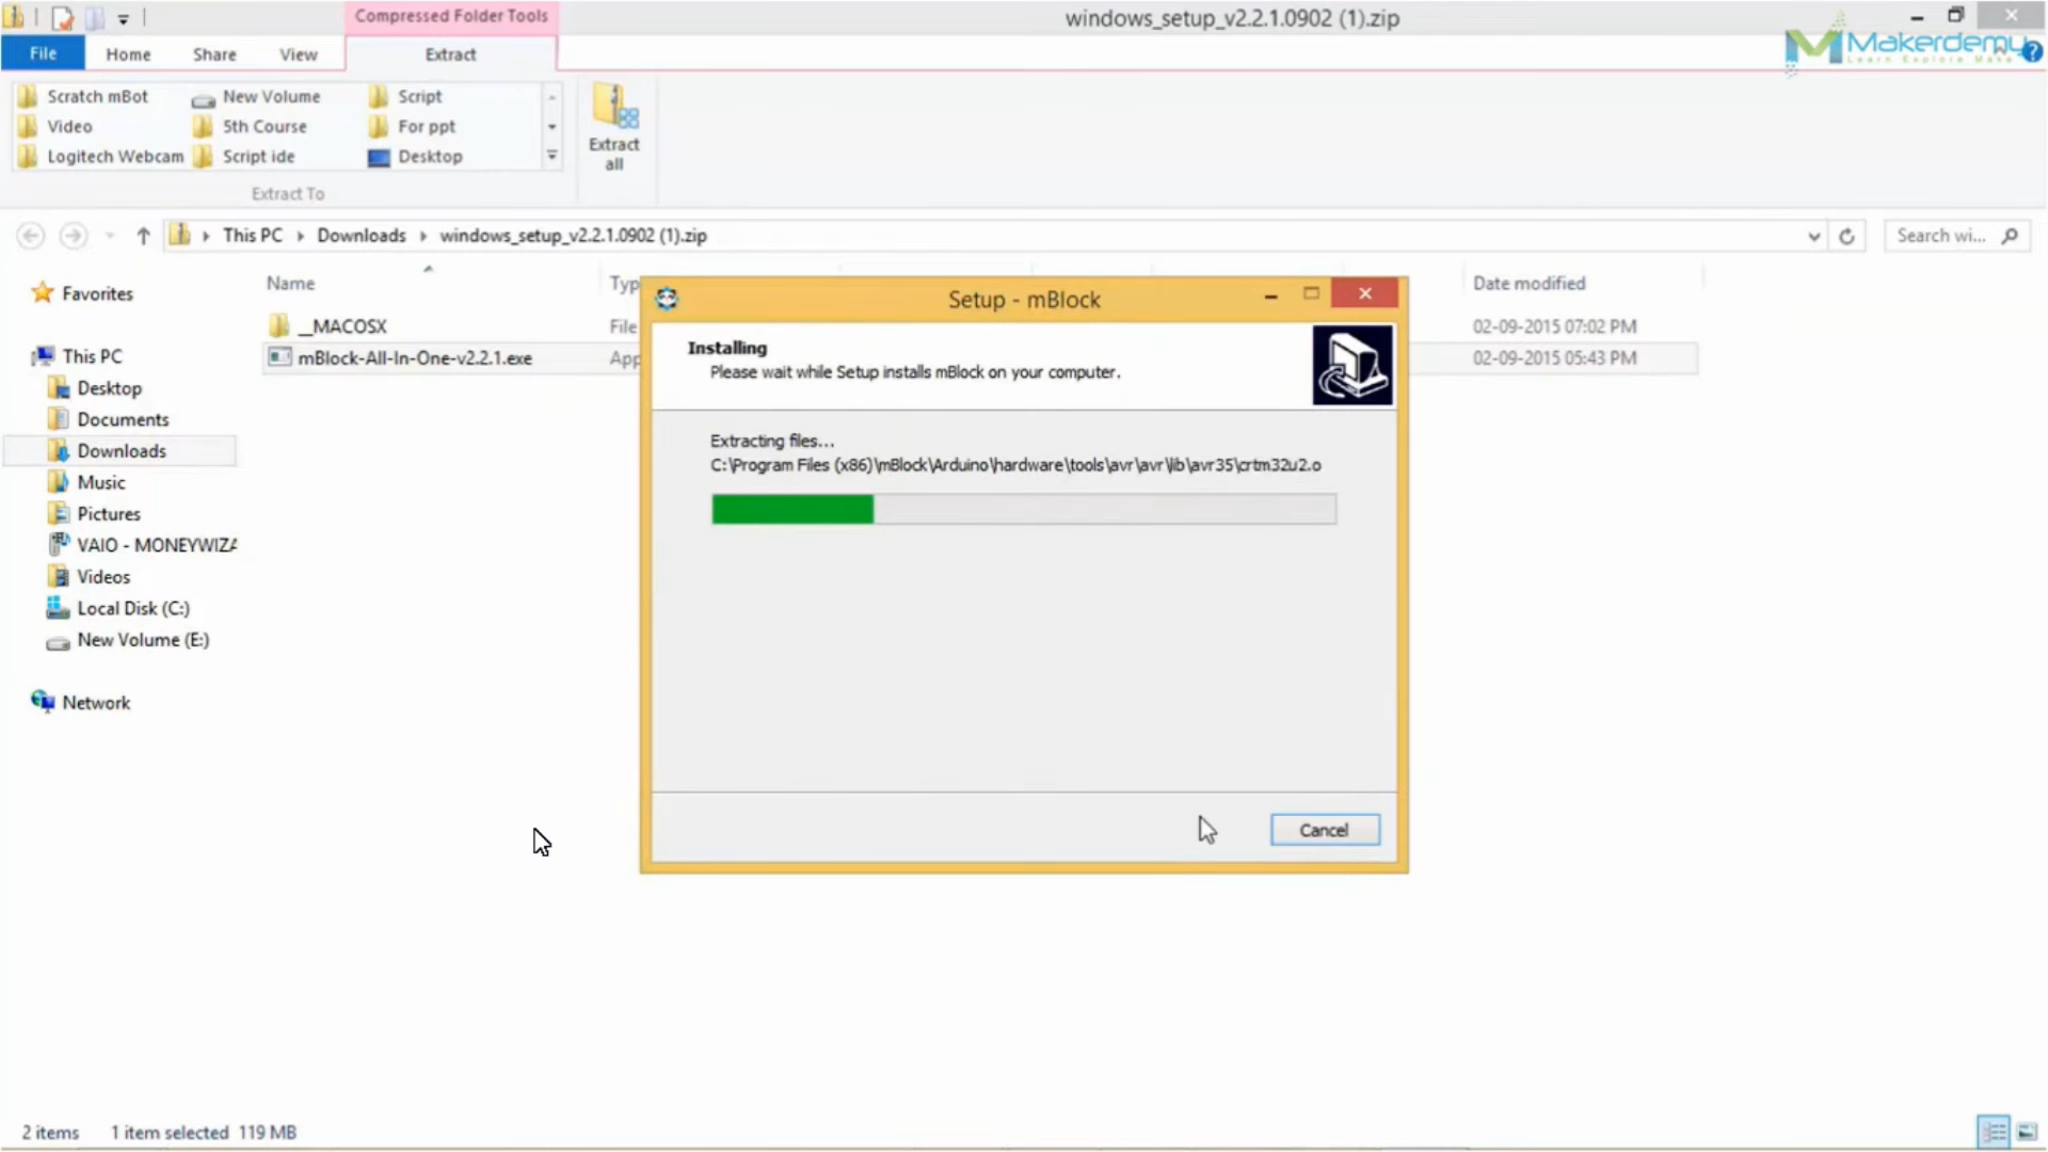 Compressed Folder Tools
windows_setup_v2.2.1.0902 (1).zip
Makerdemy
Learn Explore Make
File
Home
Share
View
Extract
Scratch mBot
New Volume
Script
Video
5th Course
For ppt
Logitech Webcam
Script ide
Desktop
Extract To
Extract
all
This PC
Downloads
windows_setup_v2.2.1.0902 (1).zip
Search wi...
Name
Typ
Date modified
__MACOSX
File
02-09-2015 07:02 PM
mBlock-All-In-One-v2.2.1.exe
App
02-09-2015 05:43 PM
Favorites
This PC
Desktop
Documents
Downloads
Music
Pictures
VAIO - MONEYWIZA
Videos
Local Disk (C:)
New Volume (E:)
Network
Setup - mBlock
Installing
Please wait while Setup installs mBlock on your computer.
Extracting files...
C:\Program Files (x86)\mBlock\Arduino\hardware\tools\avr\avr\lib\avr35\crtm32u2.o
Cancel
2 items
1 item selected 119 MB